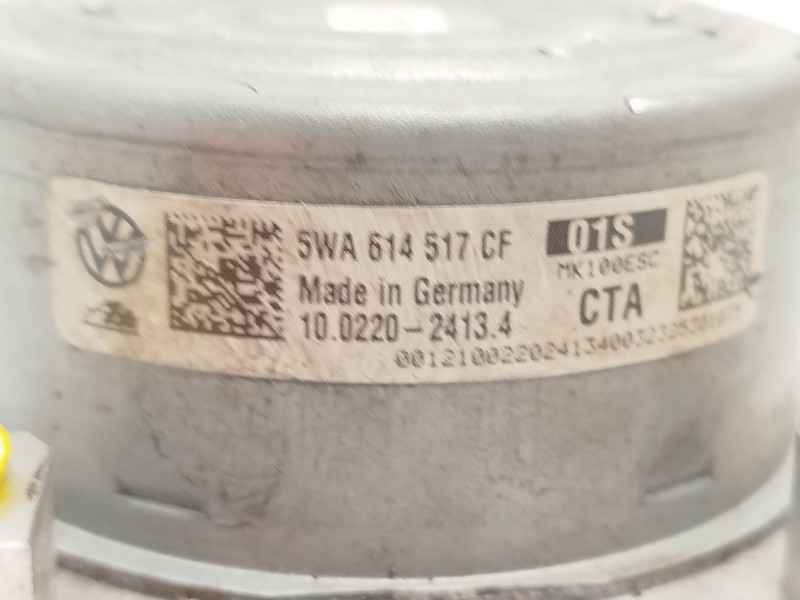 5WA 614 517 CF
01S
MK100ESC
Made in Germany
CTA
10.0220-2413.4